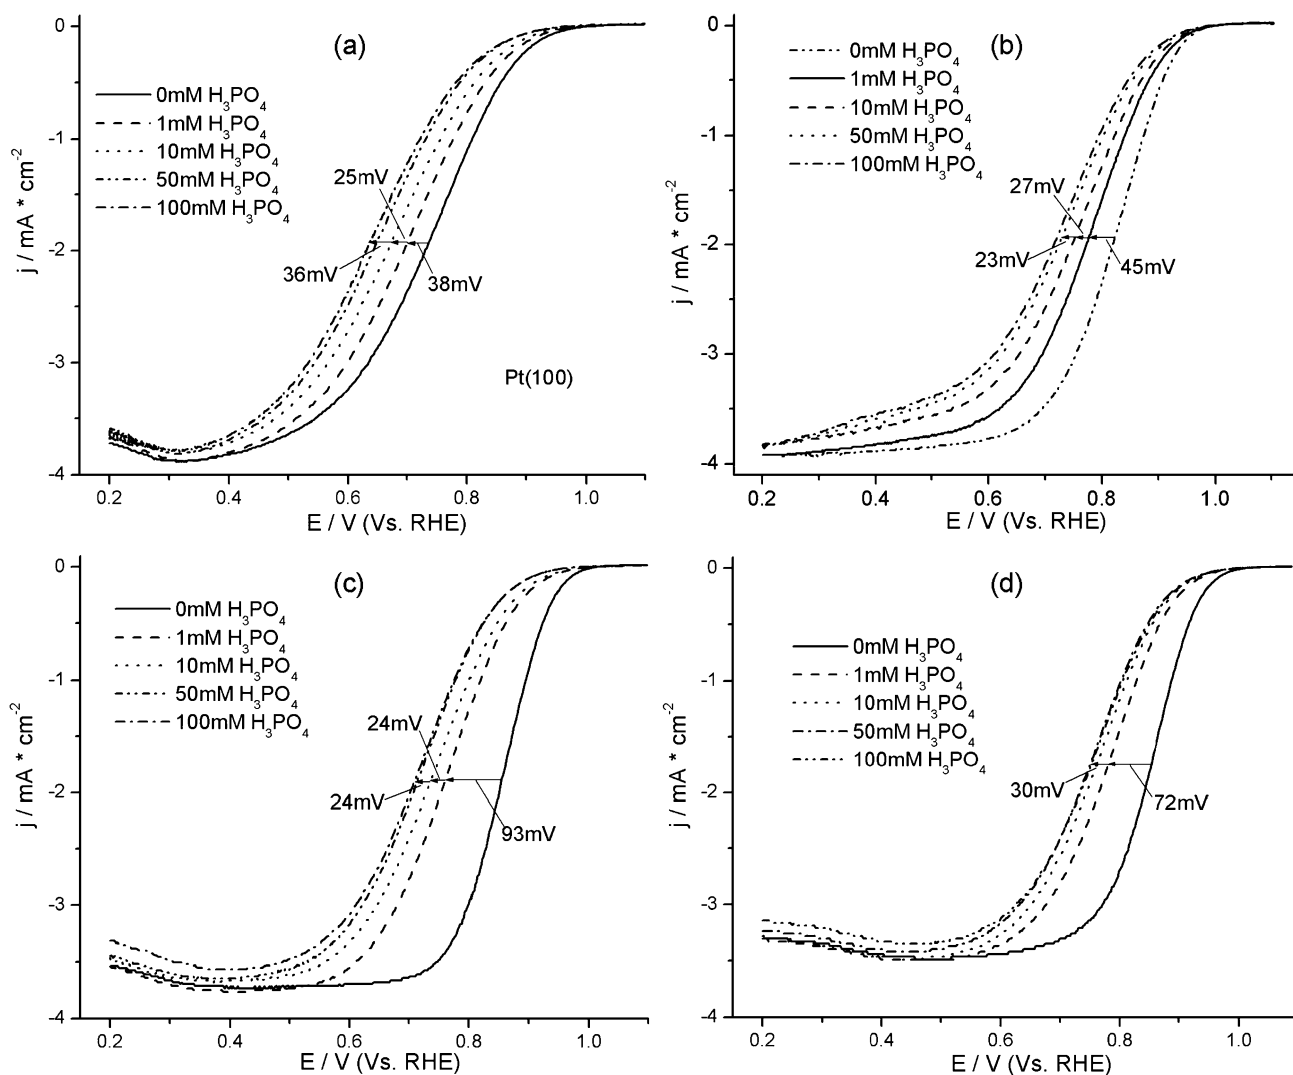 (a)
0mM H₃PO₄
1mM H₃PO₄
10mM H₃PO₄
50mM H₃PO₄
100mM H₃PO₄
25mV
36mV
38mV
Pt(100)
0
-1
-2
-3
-4
j / mA * cm⁻²
0.2 0.4 0.6 0.8 1.0
E / V (Vs. RHE)
(b)
0mM H₃PO₄
1mM H₃PO₄
10mM H₃PO₄
50mM H₃PO₄
100mM H₃PO₄
27mV
23mV
45mV
0
-1
-2
-3
-4
j / mA * cm⁻²
0.2 0.4 0.6 0.8 1.0
E / V (Vs. RHE)
(c)
0mM H₃PO₄
1mM H₃PO₄
10mM H₃PO₄
50mM H₃PO₄
100mM H₃PO₄
24mV
24mV
93mV
0
-1
-2
-3
-4
j / mA * cm⁻²
0.2 0.4 0.6 0.8 1.0
E / V (Vs. RHE)
(d)
0mM H₃PO₄
1mM H₃PO₄
10mM H₃PO₄
50mM H₃PO₄
100mM H₃PO₄
30mV
72mV
0
-1
-2
-3
-4
j / mA * cm⁻²
0.2 0.4 0.6 0.8 1.0
E / V (Vs. RHE)